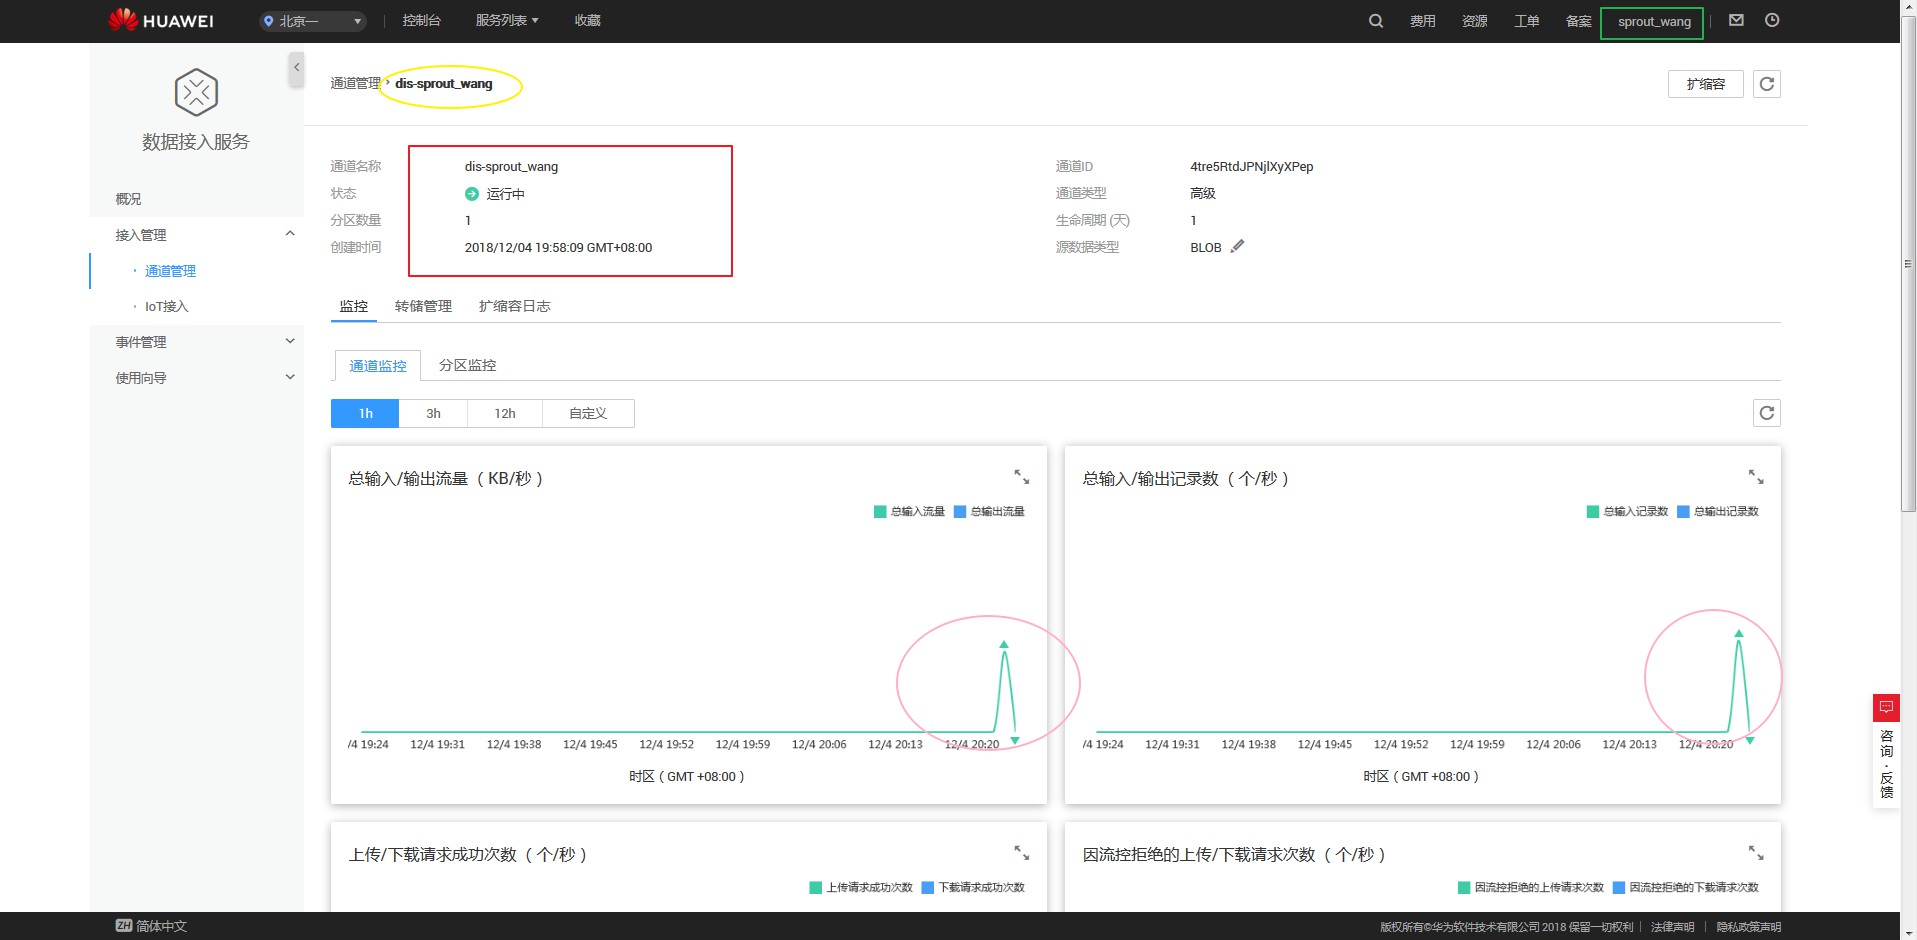 HUAWEI 北京一 控制台 服务列表 收藏 费用 资源 工单 备案 sprout_wang
数据接入服务
概况
接入管理
· 通道管理
· IoT接入
事件管理
使用向导
通道管理 › dis-sprout_wang 扩缩容
通道名称 dis-sprout_wang 通道ID 4tre5RtdJPNjlXyXPep
状态 运行中 通道类型 高级
分区数量 1 生命周期 (天) 1
创建时间 2018/12/04 19:58:09 GMT+08:00 源数据类型 BLOB
监控 转储管理 扩缩容日志
通道监控 分区监控
1h 3h 12h 自定义
总输入/输出流量（ KB/秒 ）
总输入流量 总输出流量
/4 19:24 12/4 19:31 12/4 19:38 12/4 19:45 12/4 19:52 12/4 19:59 12/4 20:06 12/4 20:13 12/4 20:20
时区（ GMT +08:00 ）
总输入/输出记录数（ 个/秒 ）
总输入记录数 总输出记录数
/4 19:24 12/4 19:31 12/4 19:38 12/4 19:45 12/4 19:52 12/4 19:59 12/4 20:06 12/4 20:13 12/4 20:20
时区（ GMT +08:00 ）
上传/下载请求成功次数（ 个/秒 ）
上传请求成功次数 下载请求成功次数
因流控拒绝的上传/下载请求次数（ 个/秒 ）
因流控拒绝的上传请求次数 因流控拒绝的下载请求次数
咨询·反馈
ZH 简体中文 版权所有©华为软件技术有限公司 2018 保留一切权利 | 法律声明 | 隐私政策声明